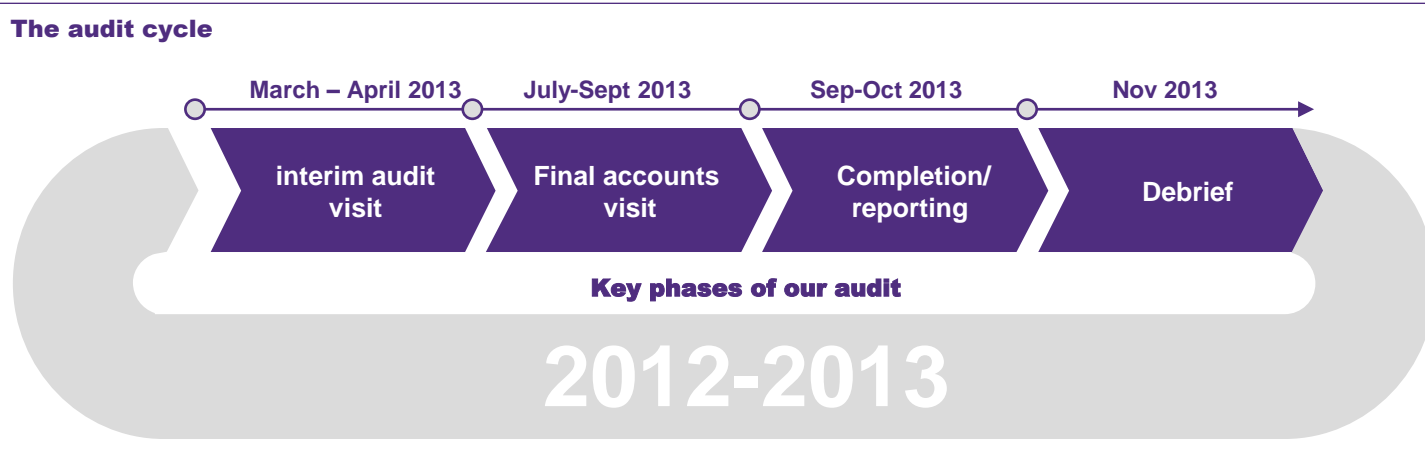 The audit cycle
March – April 2013
July-Sept 2013
Sep-Oct 2013
Nov 2013
interim audit
visit
Final accounts
visit
Completion/
reporting
Debrief
Key phases of our audit
2012-2013